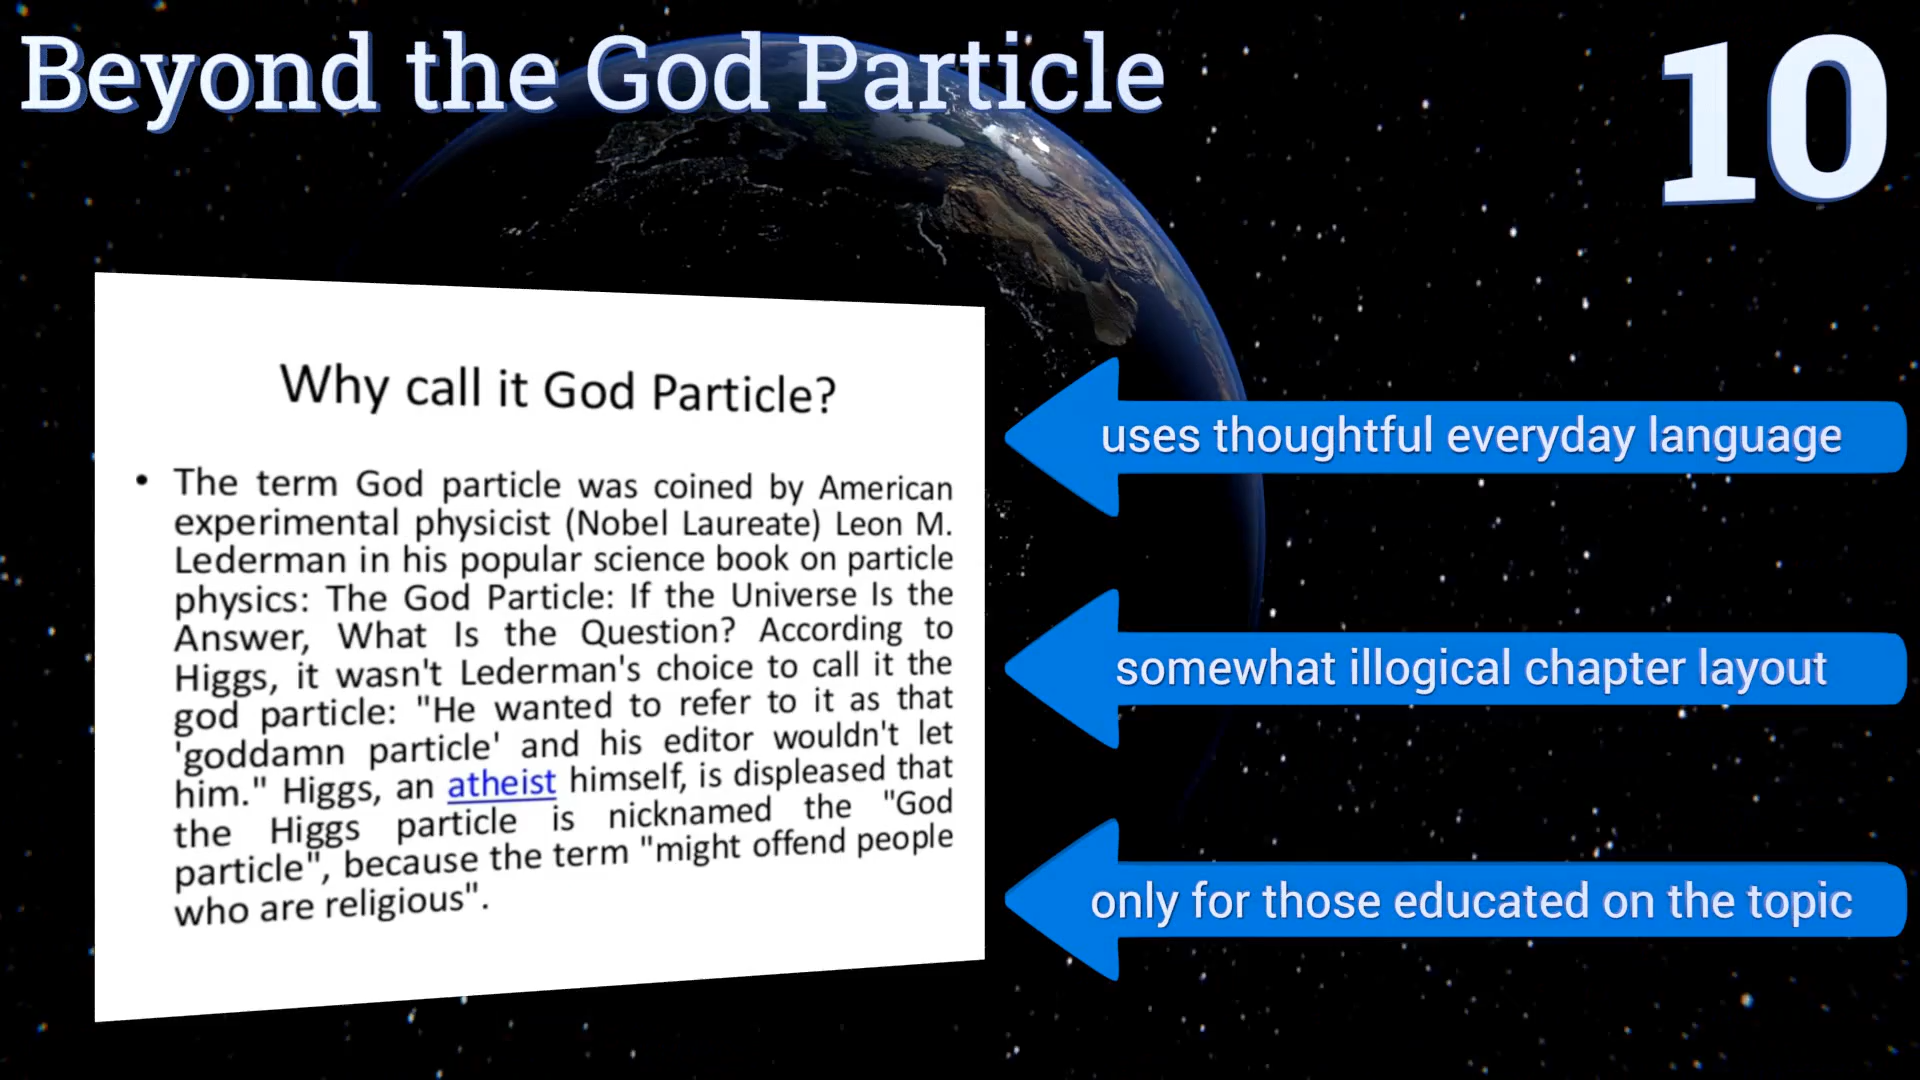 Beyond the God Particle
10
Why call it God Particle?
• The term God particle was coined by American
experimental physicist (Nobel Laureate) Leon M.
Lederman in his popular science book on particle
physics: The God Particle: If the Universe Is the
Answer, What Is the Question? According to
Higgs, it wasn't Lederman's choice to call it the
god particle: "He wanted to refer to it as that
'goddamn particle' and his editor wouldn't let
him." Higgs, an atheist himself, is displeased that
the Higgs particle is nicknamed the "God
particle", because the term "might offend people
who are religious".
uses thoughtful everyday language
somewhat illogical chapter layout
only for those educated on the topic